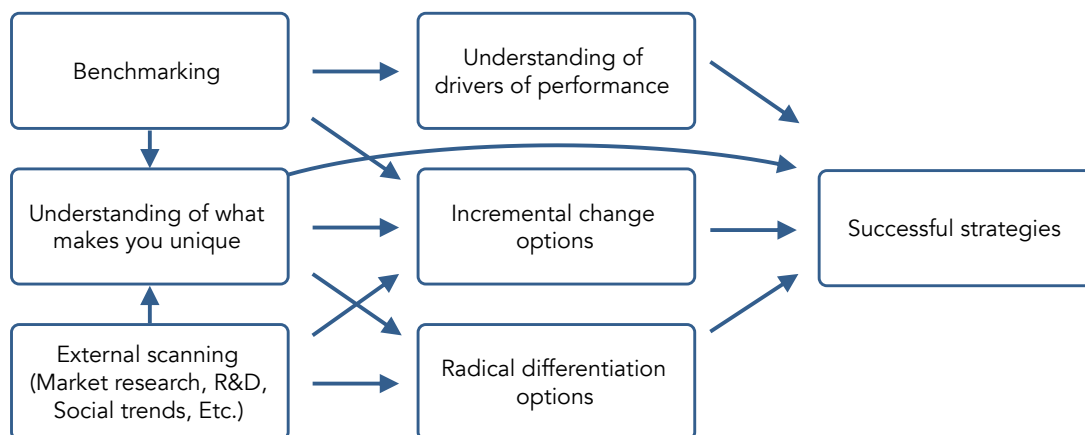 Benchmarking
Understanding of
drivers of performance
Understanding of what
makes you unique
Incremental change
options
Successful strategies
External scanning
(Market research, R&D,
Social trends, Etc.)
Radical differentiation
options